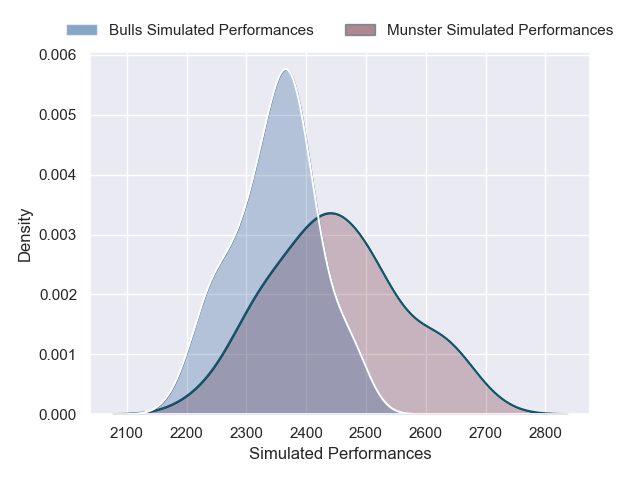 Bulls Simulated Performances Munster Simulated Performances
0.006
0.005
0.004
0.003
0.002
0.001
0.000
Density
2100 2200 2300 2400 2500 2600 2700 2800
Simulated Performances